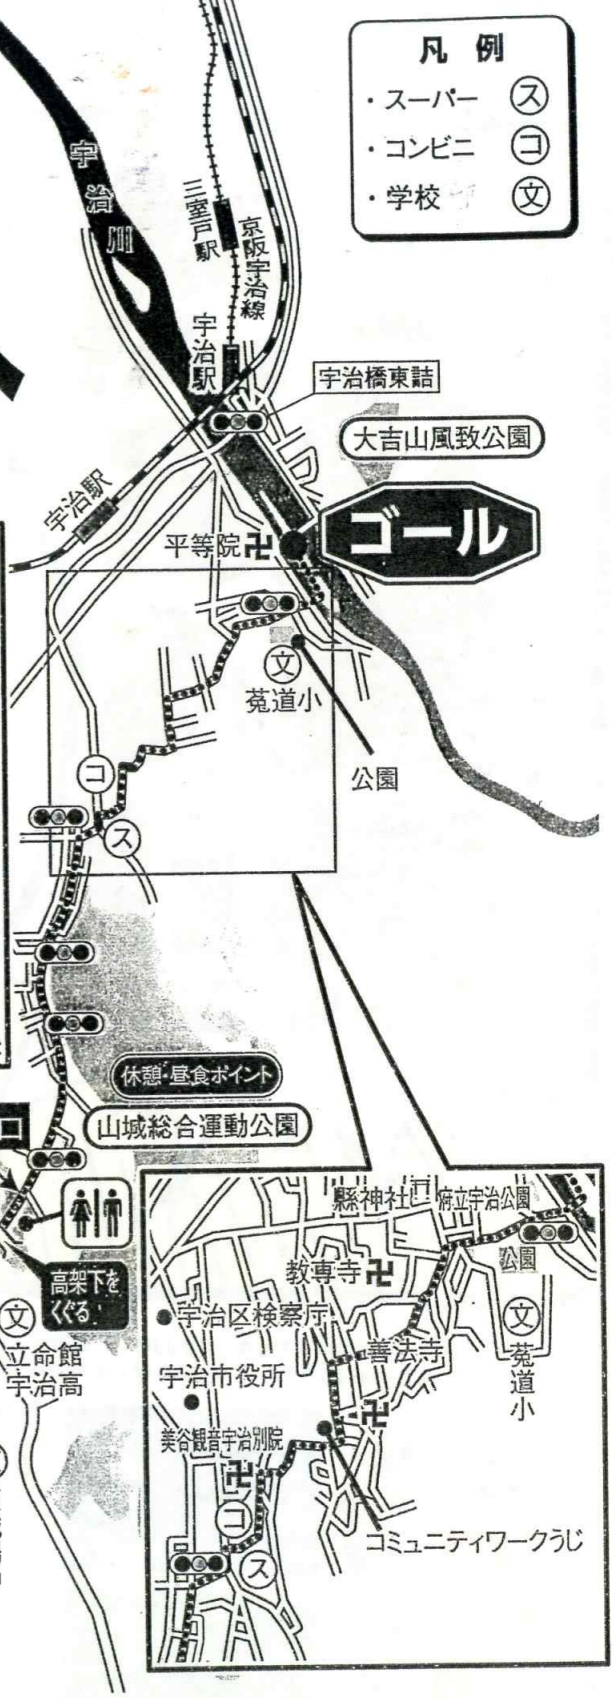 凡例
・スーパー ㋜
・コンビニ ㋙
・学校 ㉆
宇治川
三室戸駅
京阪宇治線
宇治駅
宇治橋東詰
大吉山風致公園
宇治駅
平等院 卍
ゴール
文
菟道小
公園
コ
ス
休憩・昼食ポイント
山城総合運動公園
高架下を
くぐる
文
立命館
宇治高
縣神社
府立宇治公園
公園
教専寺 卍
宇治区検察庁
善法寺
卍
文
菟道小
宇治市役所
美谷観音宇治別院
卍
コ
ス
コミュニティワークうじ